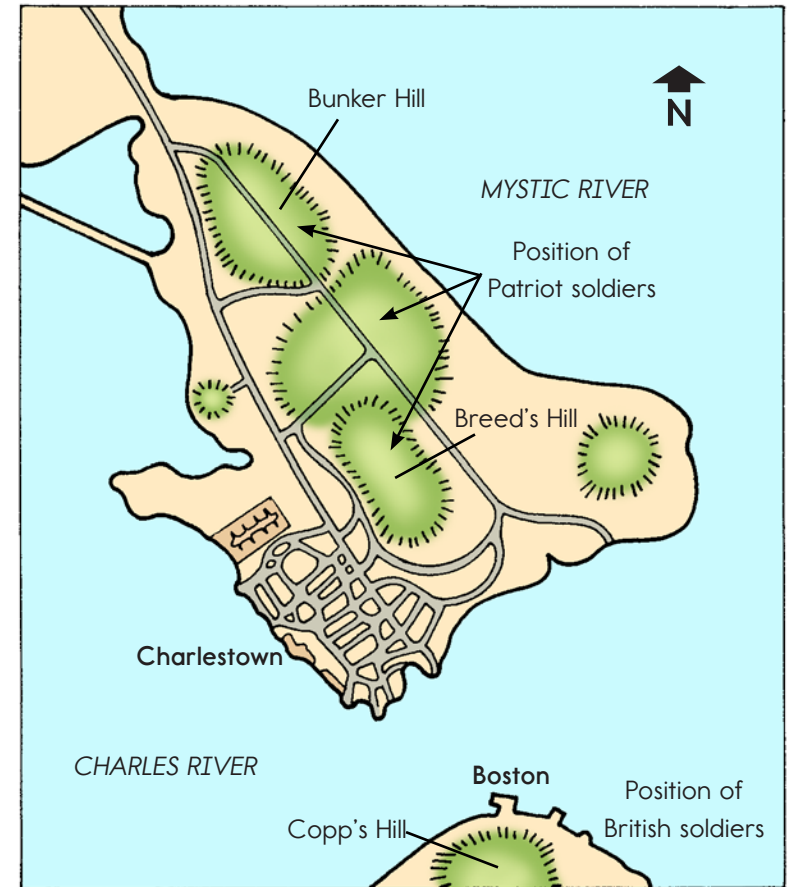 Bunker Hill
N
MYSTIC RIVER
Position of
Patriot soldiers
Breed's Hill
Charlestown
CHARLES RIVER
Boston
Position of
British soldiers
Copp's Hill